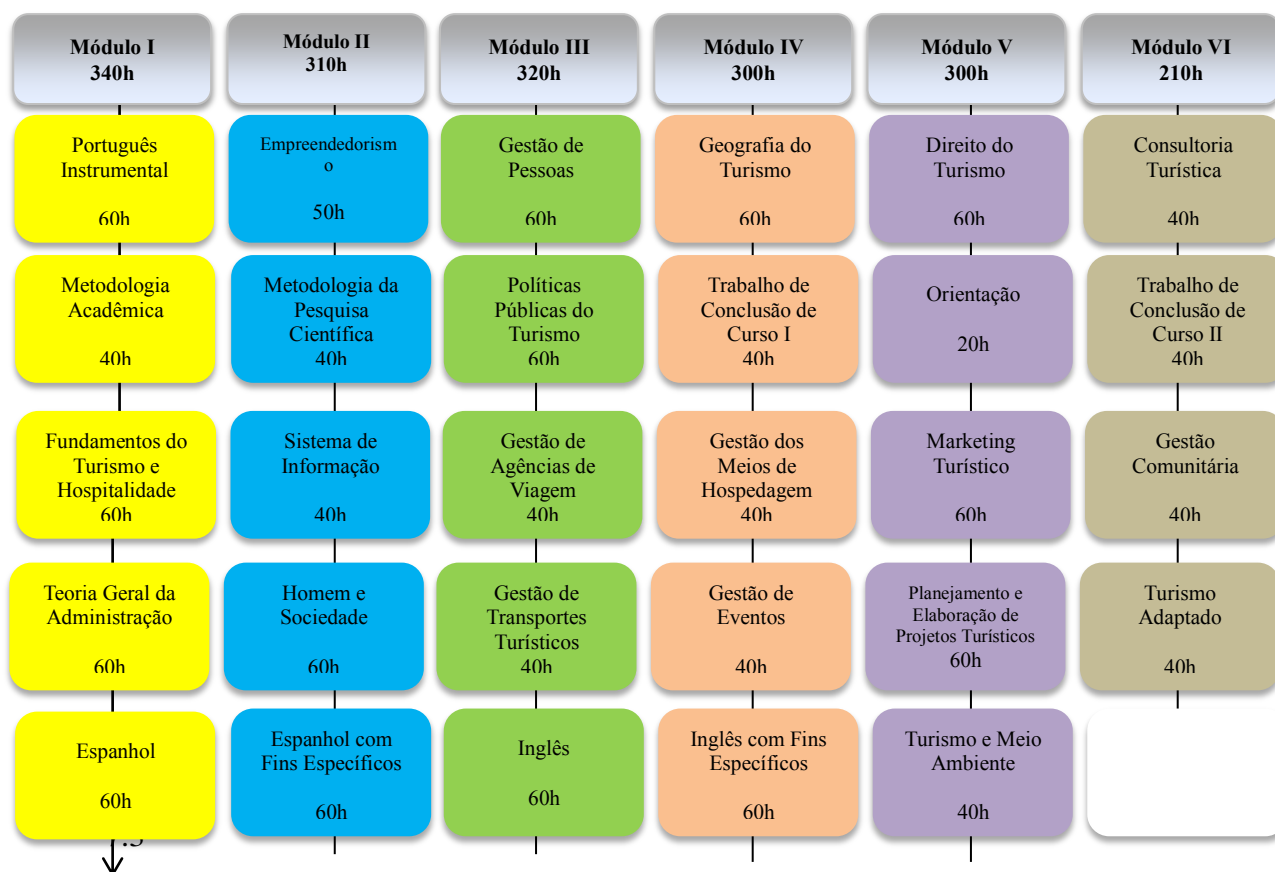 Módulo I
340h
Módulo II
310h
Módulo III
320h
Módulo IV
300h
Módulo V
300h
Módulo VI
210h
Português
Instrumental
60h
Empreendedorism
o
50h
Gestão de
Pessoas
60h
Geografia do
Turismo
60h
Direito do
Turismo
60h
Consultoria
Turística
40h
Metodologia
Acadêmica
40h
Metodologia da
Pesquisa
Científica
40h
Políticas
Públicas do
Turismo
60h
Trabalho de
Conclusão de
Curso I
40h
Orientação
20h
Trabalho de
Conclusão de
Curso II
40h
Fundamentos do
Turismo e
Hospitalidade
60h
Sistema de
Informação
40h
Gestão de
Agências de
Viagem
40h
Gestão dos
Meios de
Hospedagem
40h
Marketing
Turístico
60h
Gestão
Comunitária
40h
Teoria Geral da
Administração
60h
Homem e
Sociedade
60h
Gestão de
Transportes
Turísticos
40h
Gestão de
Eventos
40h
Planejamento e
Elaboração de
Projetos Turísticos
60h
Turismo
Adaptado
40h
Espanhol
60h
Espanhol com
Fins Específicos
60h
Inglês
60h
Inglês com Fins
Específicos
60h
Turismo e Meio
Ambiente
40h